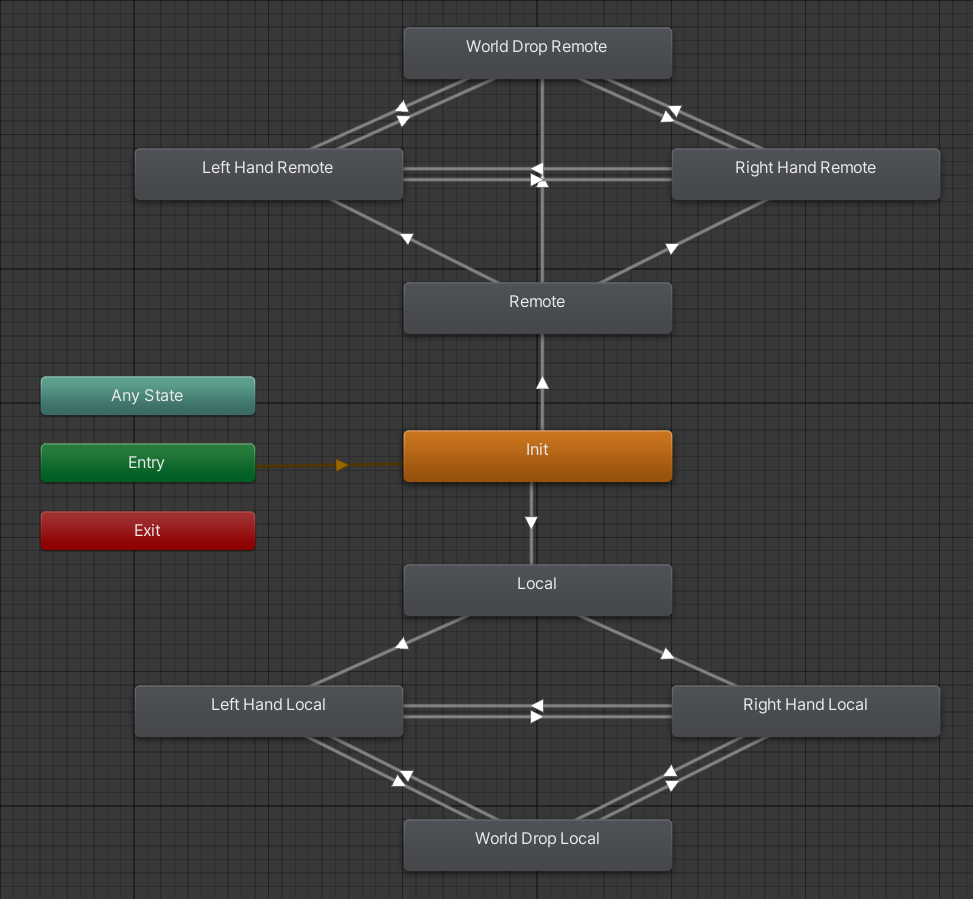 World Drop Remote
Left Hand Remote
Right Hand Remote
Remote
Any State
Init
Entry
Exit
Local
Left Hand Local
Right Hand Local
World Drop Local